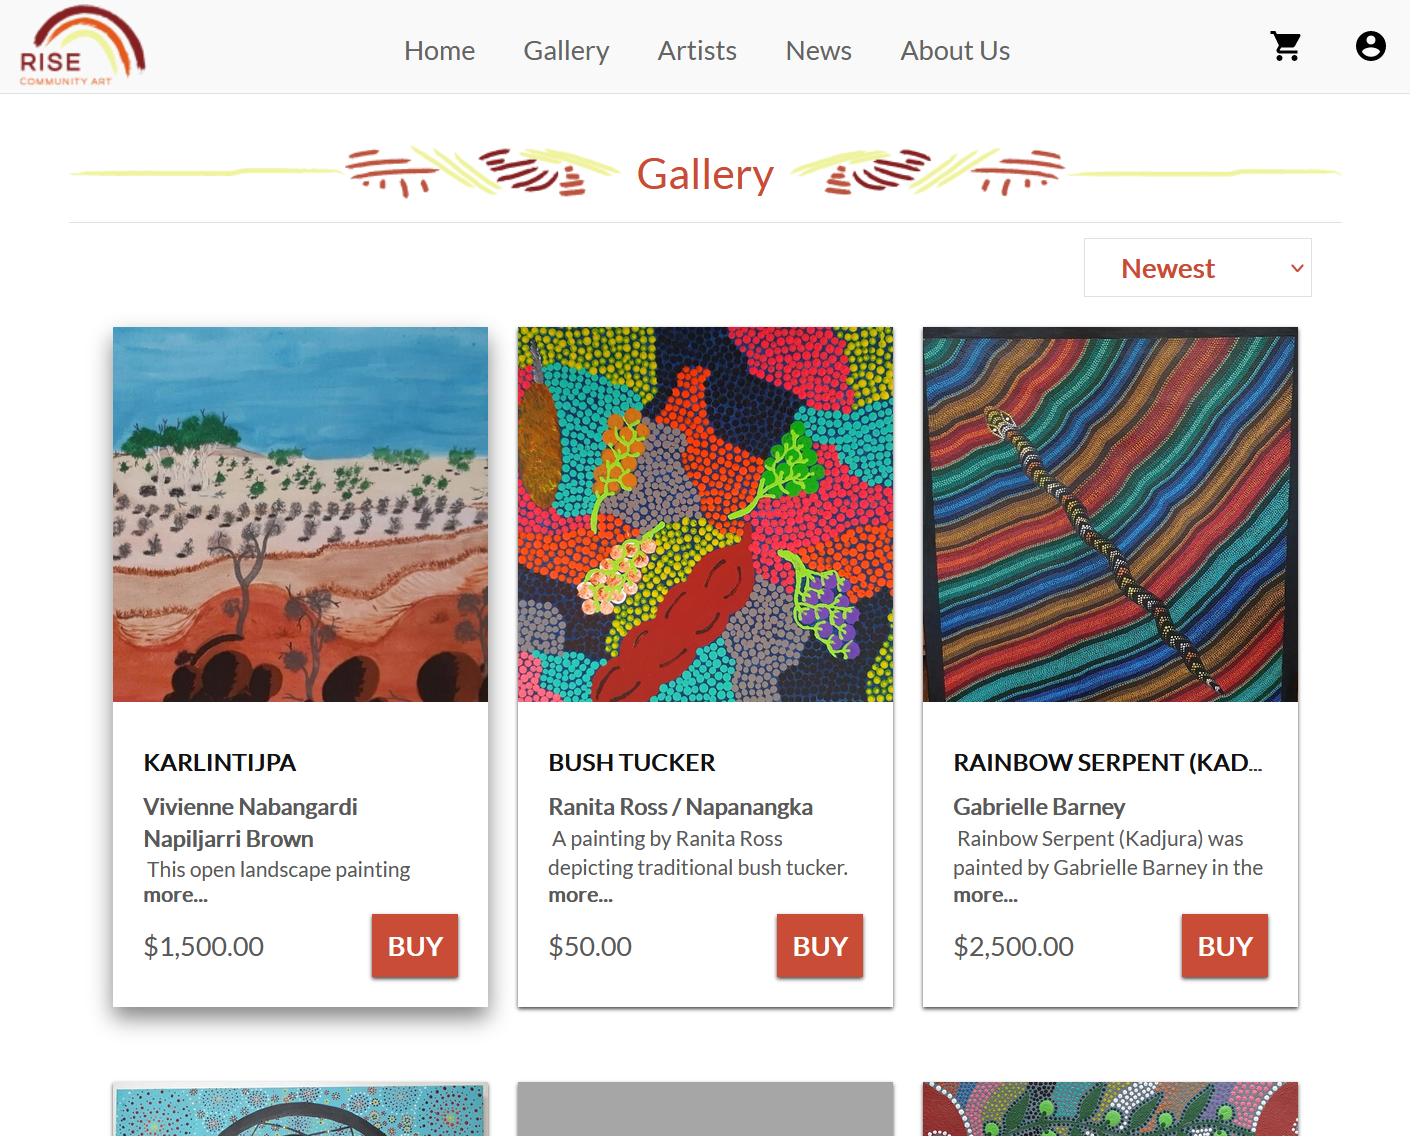 RISE
COMMUNITY ART
Home Gallery Artists News About Us
Gallery
Newest
KARLINTIJPA
Vivienne Nabangardi
Napiljarri Brown
This open landscape painting
more...
$1,500.00 BUY
BUSH TUCKER
Ranita Ross / Napanangka
A painting by Ranita Ross
depicting traditional bush tucker.
more...
$50.00 BUY
RAINBOW SERPENT (KAD...
Gabrielle Barney
Rainbow Serpent (Kadjura) was
painted by Gabrielle Barney in the
more...
$2,500.00 BUY